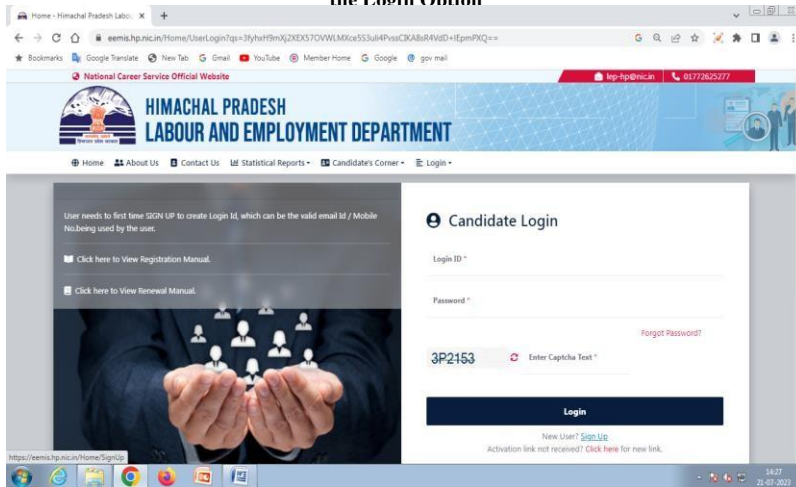 the Login Option
Home - Himachal Pradesh Labou
eemis.hp.nic.in/Home/UserLogin?qs=3fyhxH9mXj2XEX57OVWLMXce5S3uli4PvssClKA8sR4VdD+IEpmPXQ==
Bookmarks Google Translate New Tab Gmail YouTube Member Home Google gov mail
National Career Service Official Website lep-hp@nic.in 01772625277
HIMACHAL PRADESH
LABOUR AND EMPLOYMENT DEPARTMENT
Home About Us Contact Us Statistical Reports Candidate's Corner Login
User needs to first time SIGN UP to create Login Id, which can be the valid email Id / Mobile
No.being used by the user.
Click here to View Registration Manual.
Click here to View Renewal Manual.
Candidate Login
Login ID *
Password *
Forgot Password?
3P2153 Enter Captcha Text *
Login
New User? Sign Up
Activation link not received? Click here for new link.
https://eemis.hp.nic.in/Home/SignUp
14:27
21-07-2023